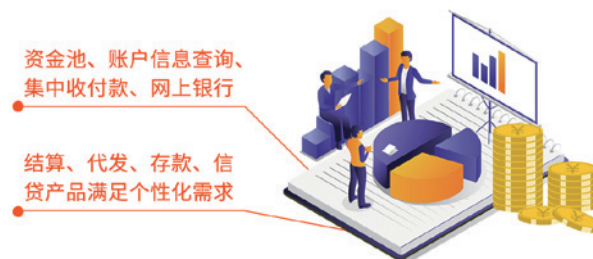 资金池、账户信息查询、
集中收付款、网上银行
结算、代发、存款、信
贷产品满足个性化需求